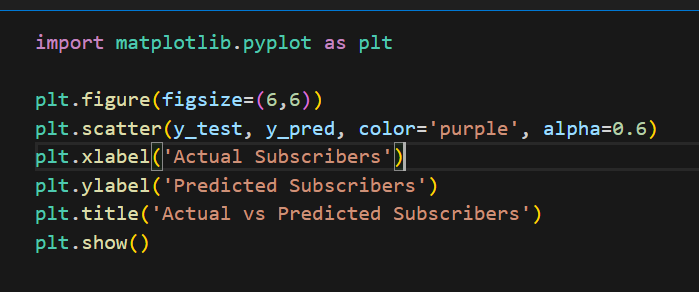 import matplotlib.pyplot as plt
plt.figure(figsize=(6,6))
plt.scatter(y_test, y_pred, color='purple', alpha=0.6)
plt.xlabel('Actual Subscribers')
plt.ylabel('Predicted Subscribers')
plt.title('Actual vs Predicted Subscribers')
plt.show()